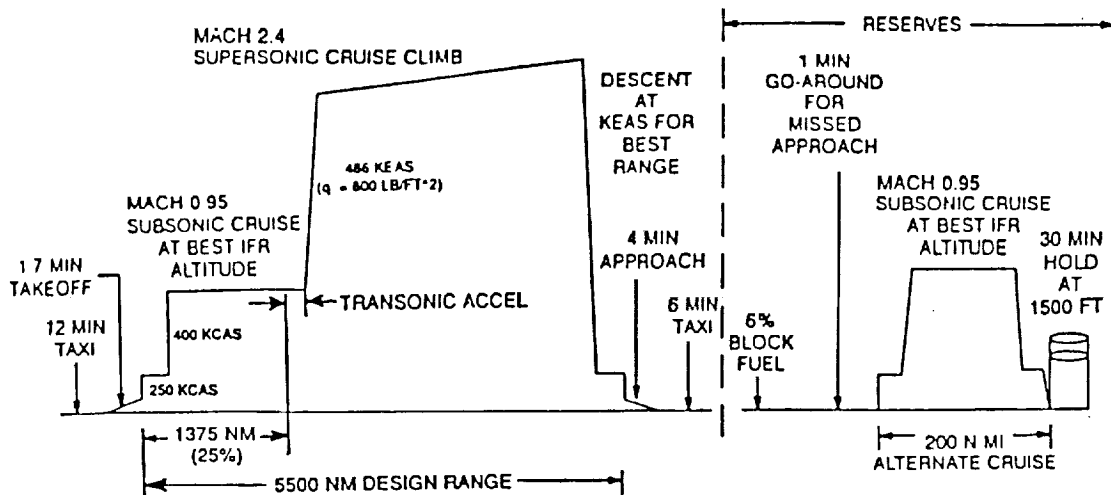 RESERVES
MACH 2.4
SUPERSONIC CRUISE CLIMB
1 MIN
GO-AROUND
FOR
MISSED
APPROACH
DESCENT
AT
KEAS FOR
BEST
RANGE
486 KEAS
(q = 800 LB/FT^2)
MACH 0.95
SUBSONIC CRUISE
AT BEST IFR
ALTITUDE
MACH 0.95
SUBSONIC CRUISE
AT BEST IFR
ALTITUDE
4 MIN
APPROACH
30 MIN
HOLD
AT
1500 FT
1.7 MIN
TAKEOFF
TRANSONIC ACCEL
12 MIN
TAXI
6 MIN
TAXI
6%
BLOCK
FUEL
400 KCAS
250 KCAS
1375 NM
(25%)
200 N MI
ALTERNATE CRUISE
5500 NM DESIGN RANGE